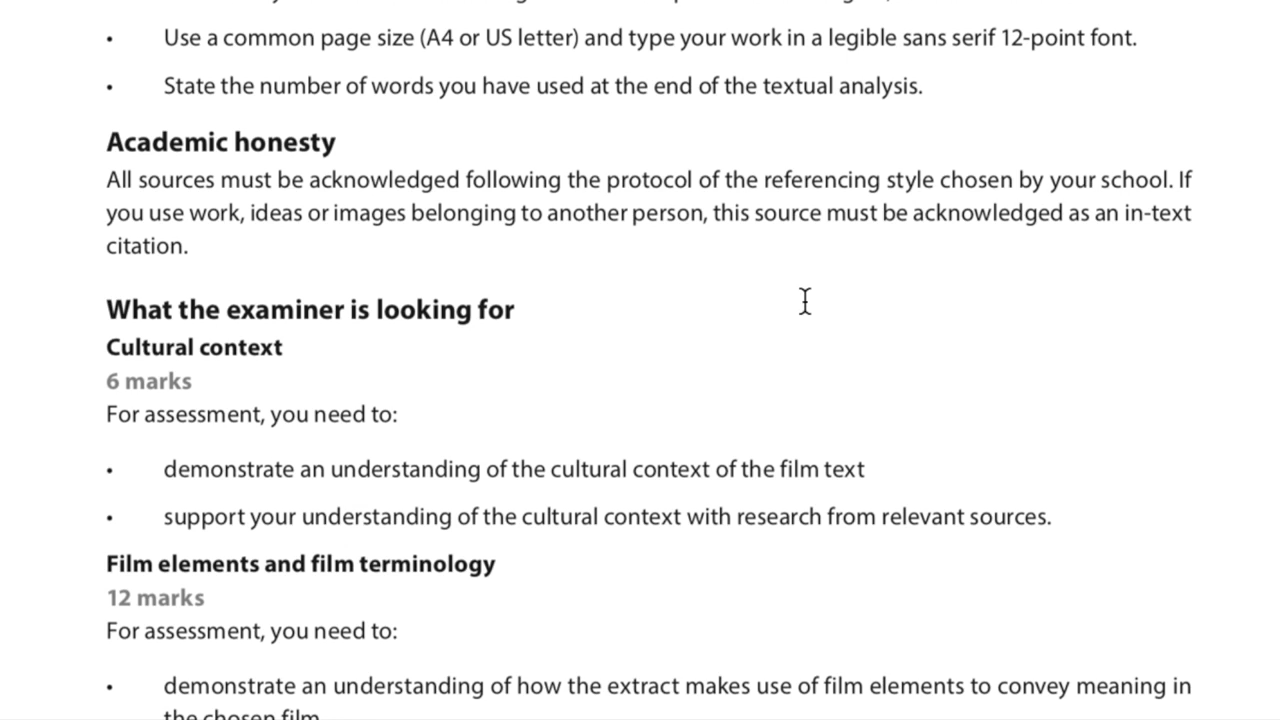 • Use a common page size (A4 or US letter) and type your work in a legible sans serif 12-point font.
• State the number of words you have used at the end of the textual analysis.
Academic honesty
All sources must be acknowledged following the protocol of the referencing style chosen by your school. If
you use work, ideas or images belonging to another person, this source must be acknowledged as an in-text
citation.
What the examiner is looking for
Cultural context
6 marks
For assessment, you need to:
• demonstrate an understanding of the cultural context of the film text
• support your understanding of the cultural context with research from relevant sources.
Film elements and film terminology
12 marks
For assessment, you need to:
• demonstrate an understanding of how the extract makes use of film elements to convey meaning in
the chosen film